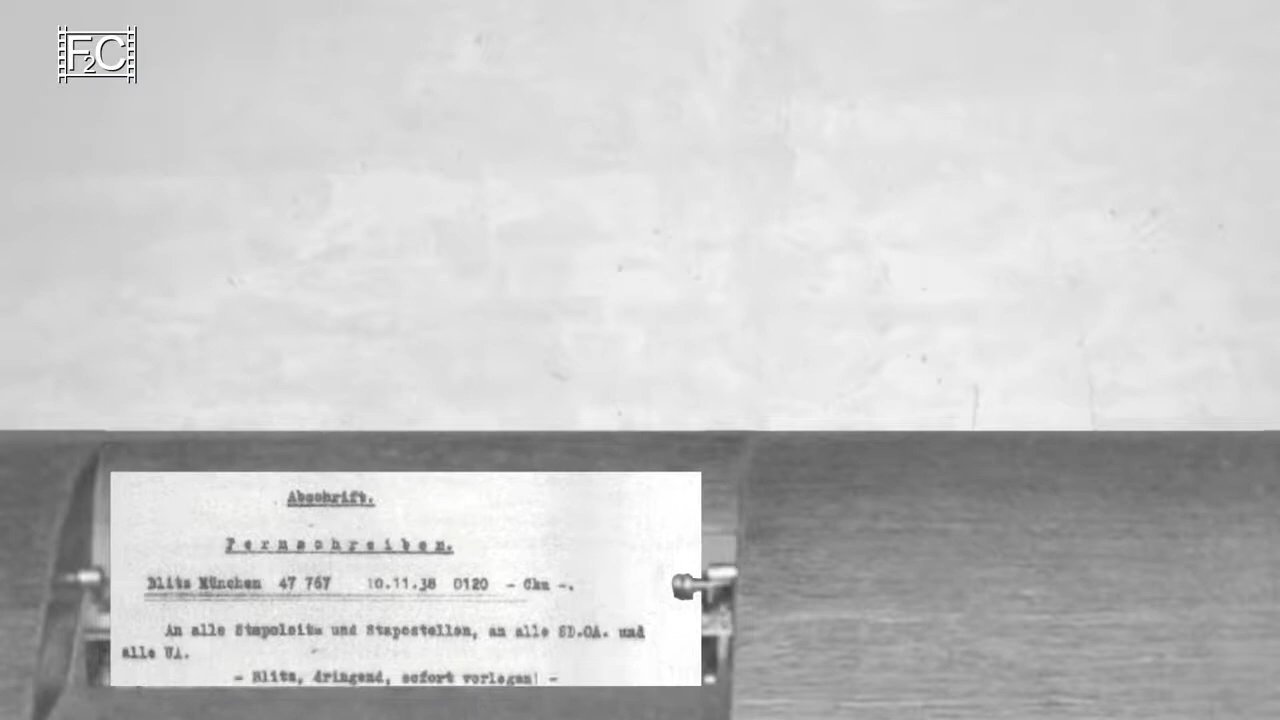 F2C
Abschrift.
Fernschreiben.
Blitz München 47 767 10.11.38 0120 - Chu -.
An alle Stapoleit= und Stapostellen, an alle SD.OA. und
alle UA.
- Blitz, dringend, sofort vorlegen! -